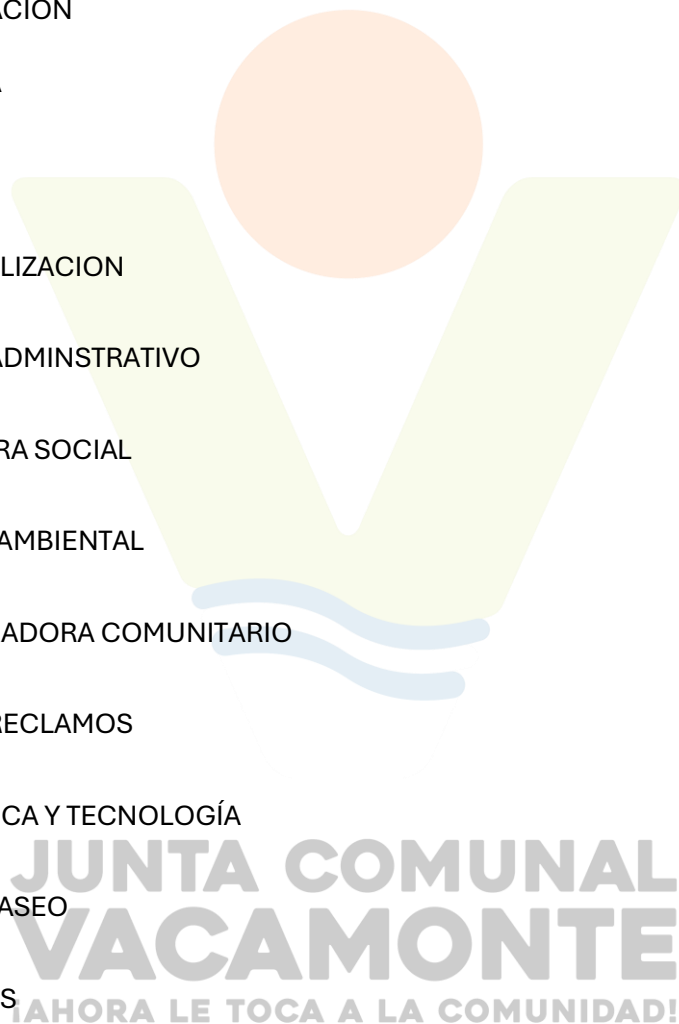 ACIÓN
A
LIZACION
ADMINSTRATIVO
RA SOCIAL
AMBIENTAL
ADORA COMUNITARIO
RECLAMOS
CA Y TECNOLOGÍA
JUNTA COMUNAL
ASEO
VACAMONTE
S
¡AHORA LE TOCA A LA COMUNIDAD!